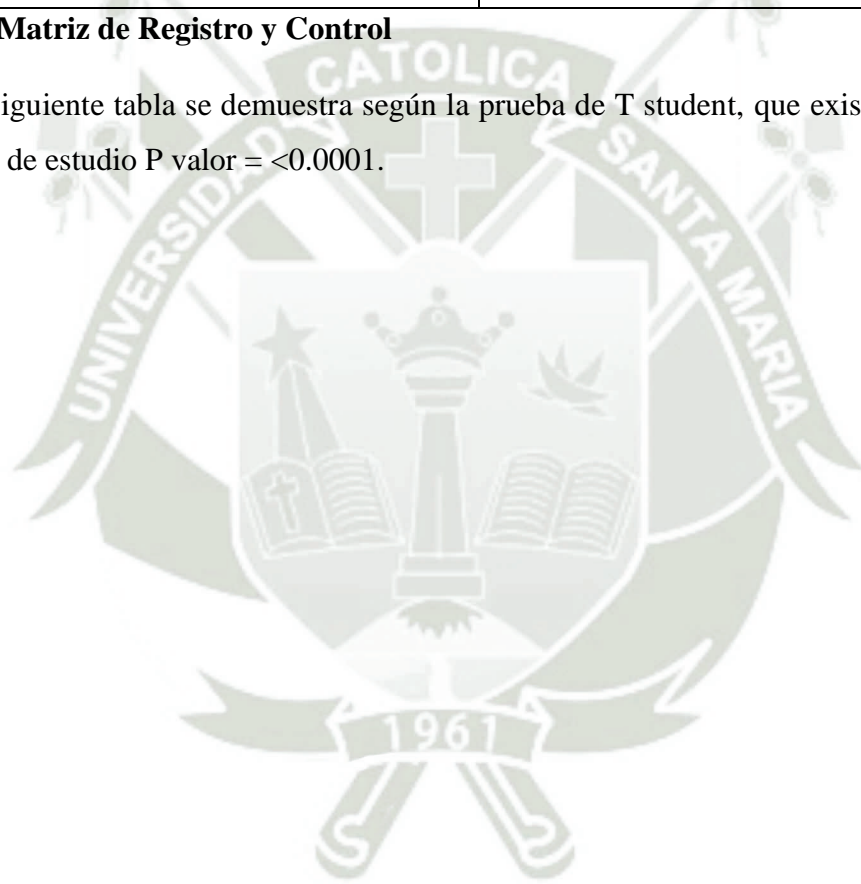 Matriz de Registro y Control
iguiente tabla se demuestra según la prueba de T student, que exis
de estudio P valor = <0.0001.
UNIVERSIDAD CATOLICA SANTA MARIA
1961